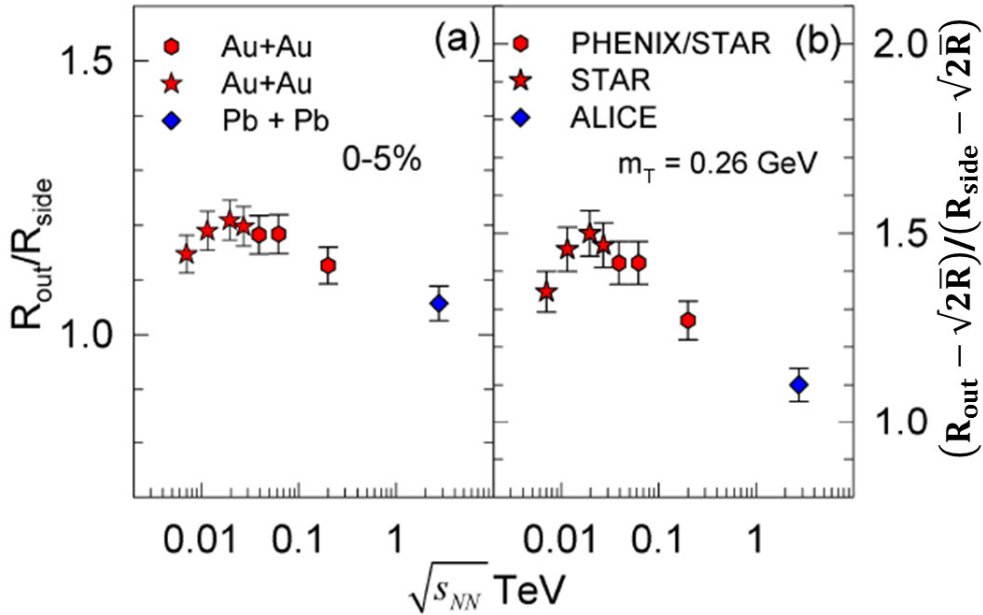 (a)
Au+Au
Au+Au
Pb + Pb
0-5%
1.5
1.0
R_out/R_side
0.01 0.1 1
(b)
PHENIX/STAR
STAR
ALICE
m_T = 0.26 GeV
2.0
1.5
1.0
(R_out − √2R̅)/(R_side − √2R̅)
0.01 0.1 1
√s_NN TeV